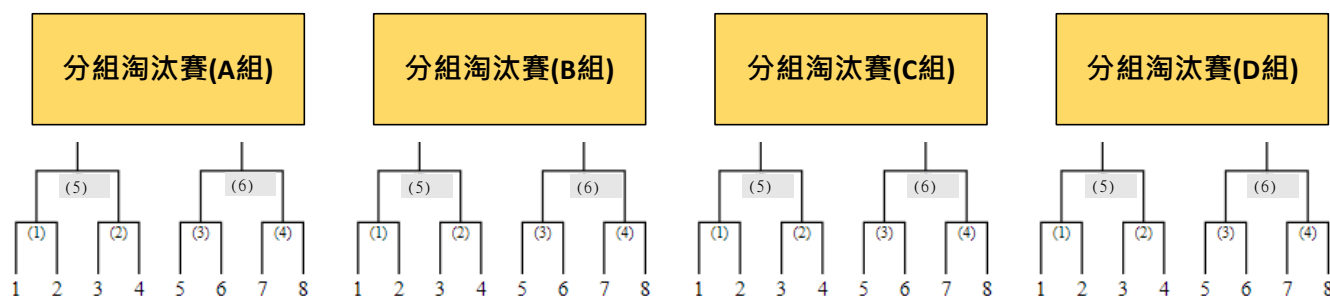 分組淘汰賽(A組) 分組淘汰賽(B組) 分組淘汰賽(C組) 分組淘汰賽(D組)
(5) (6) (5) (6) (5) (6) (5) (6)
(1) (2) (3) (4) (1) (2) (3) (4) (1) (2) (3) (4) (1) (2) (3) (4)
1 2 3 4 5 6 7 8 1 2 3 4 5 6 7 8 1 2 3 4 5 6 7 8 1 2 3 4 5 6 7 8